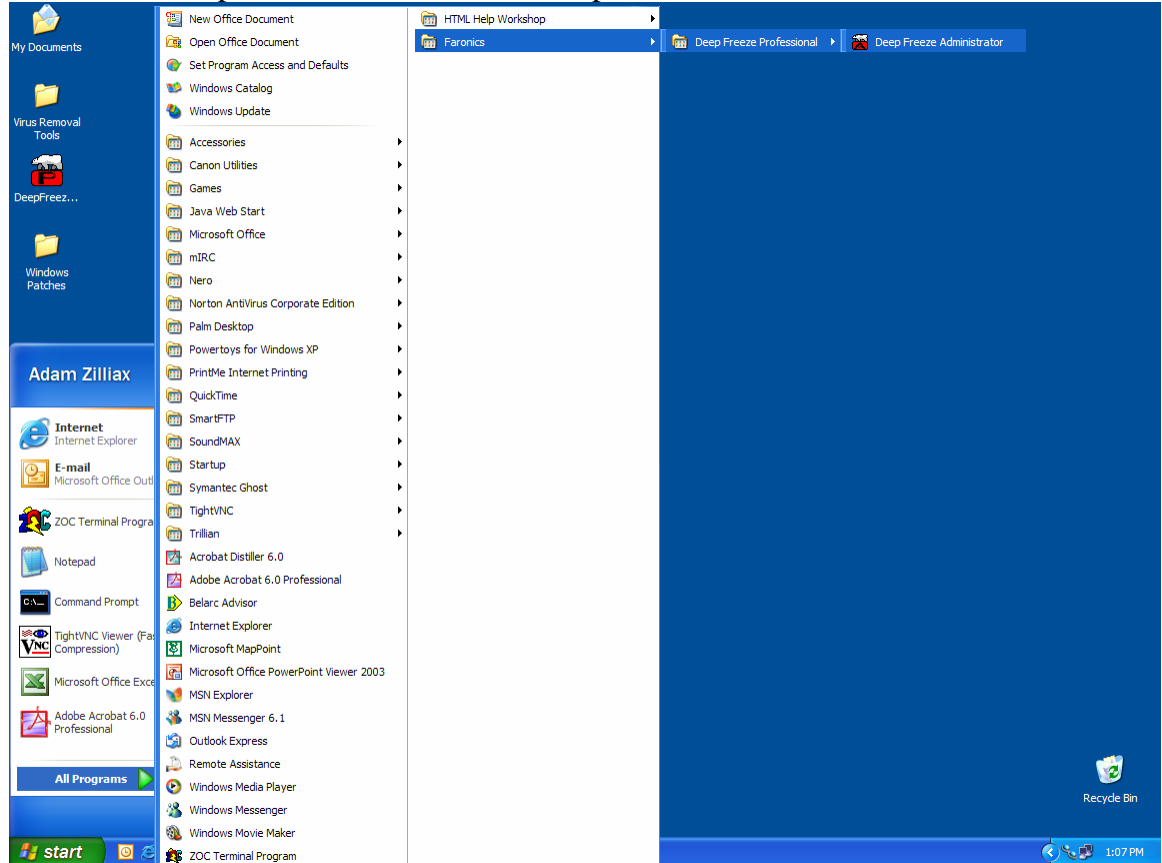 My Documents
Virus Removal
Tools
DeepFreez...
Windows
Patches
Adam Zilliax
Internet
Internet Explorer
E-mail
Microsoft Office Outl
ZOC Terminal Progra
Notepad
Command Prompt
TightVNC Viewer (Fas
Compression)
Microsoft Office Exce
Adobe Acrobat 6.0
Professional
All Programs
start
New Office Document
Open Office Document
Set Program Access and Defaults
Windows Catalog
Windows Update
Accessories
Canon Utilities
Games
Java Web Start
Microsoft Office
mIRC
Nero
Norton AntiVirus Corporate Edition
Palm Desktop
Powertoys for Windows XP
PrintMe Internet Printing
QuickTime
SmartFTP
SoundMAX
Startup
Symantec Ghost
TightVNC
Trillian
Acrobat Distiller 6.0
Adobe Acrobat 6.0 Professional
Belarc Advisor
Internet Explorer
Microsoft MapPoint
Microsoft Office PowerPoint Viewer 2003
MSN Explorer
MSN Messenger 6.1
Outlook Express
Remote Assistance
Windows Media Player
Windows Messenger
Windows Movie Maker
ZOC Terminal Program
HTML Help Workshop
Faronics
Deep Freeze Professional
Deep Freeze Administrator
Recycle Bin
1:07 PM